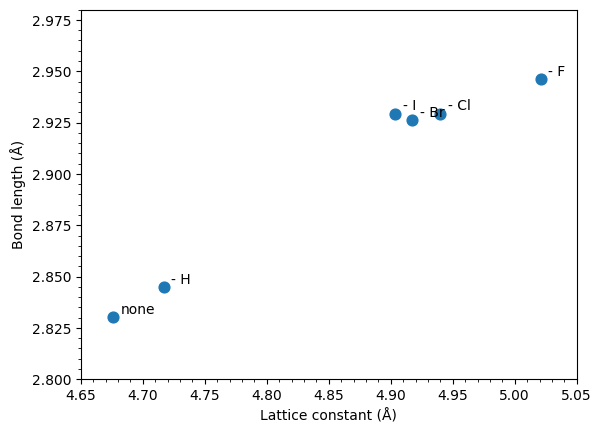 2.975
2.950
2.925
2.900
2.875
2.850
2.825
2.800
Bond length (Å)
- F
- I
- Br
- Cl
- H
none
4.65 4.70 4.75 4.80 4.85 4.90 4.95 5.00 5.05
Lattice constant (Å)